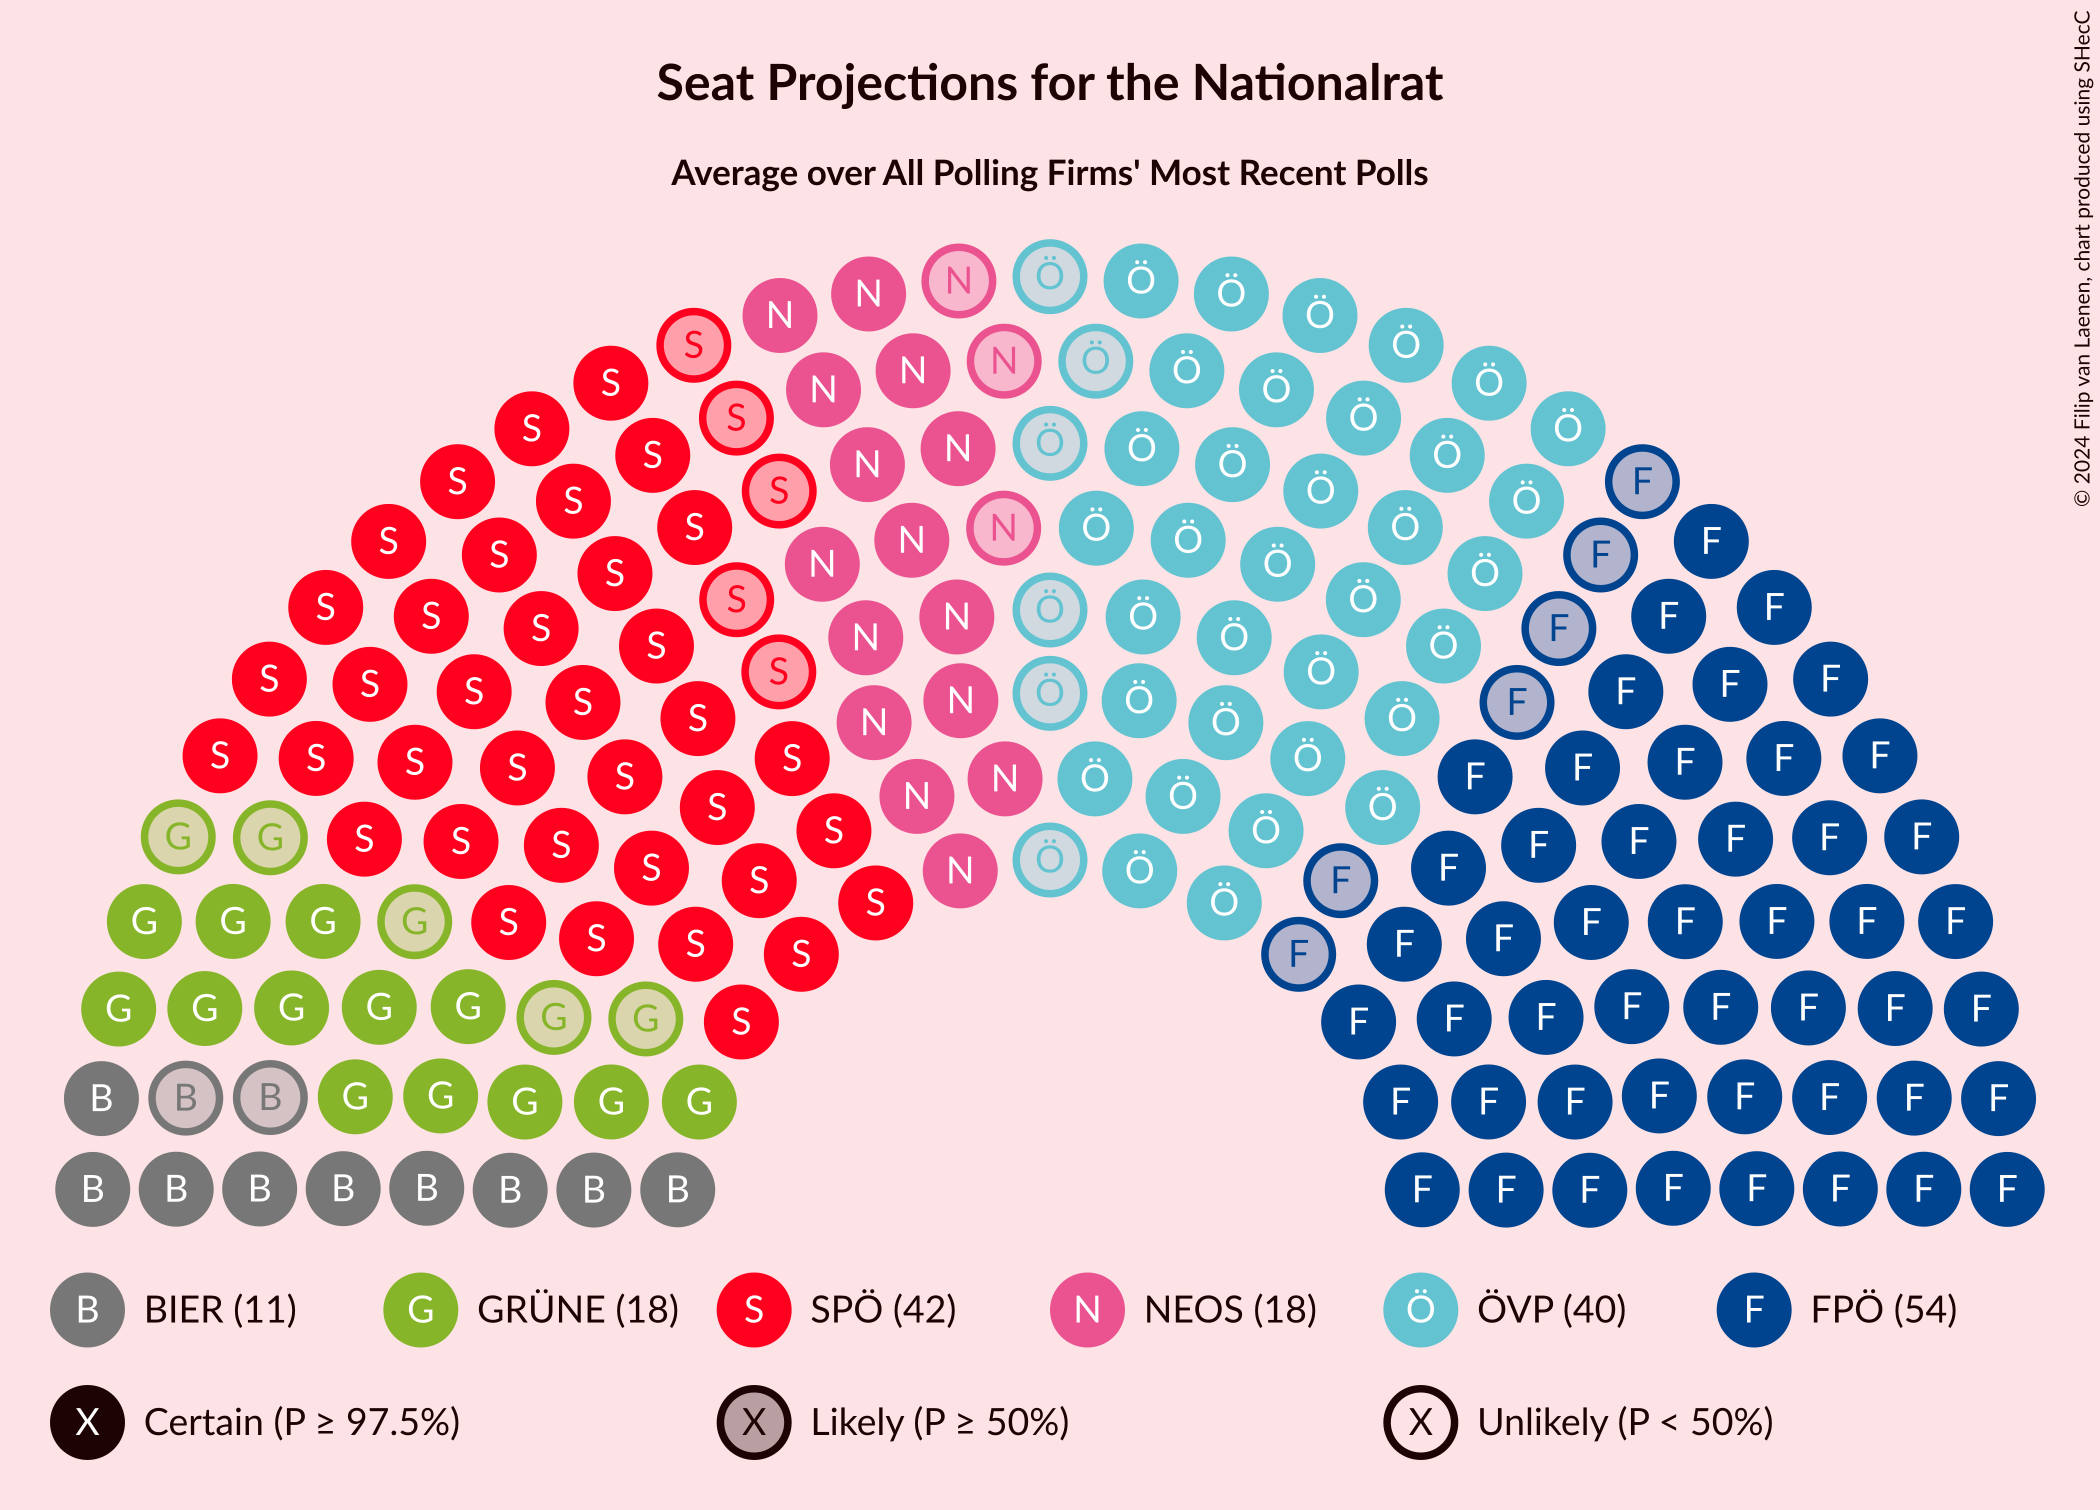 Seat Projections for the Nationalrat
Average over All Polling Firms' Most Recent Polls
© 2024 Filip van Laenen, chart produced using SHecC
N N Ö Ö Ö
N Ö
S N Ö Ö
N Ö
S N Ö Ö
S Ö
S Ö
N Ö Ö
S Ö
N Ö
S F
S Ö
S Ö
S N Ö Ö
S N Ö F
S F
N Ö
S Ö
S Ö
S Ö F
S N Ö F
S F
N Ö
S Ö
S Ö
S F
S F
S Ö F
S N Ö F
S N Ö Ö
S S S S Ö F F F
S S N Ö F F
S N Ö Ö
G G S S S S Ö F F F F F
S S N Ö Ö F F
G G G G S S S Ö F F F F F F
S S F F
G G G G G G G S F F F F F F F F
B B B G G G G G F F F F F F F F
B B B B B B B B F F F F F F F F
B BIER (11) G GRÜNE (18) S SPÖ (42) N NEOS (18) Ö ÖVP (40) F FPÖ (54)
X Certain (P ≥ 97.5%) X Likely (P ≥ 50%) X Unlikely (P < 50%)